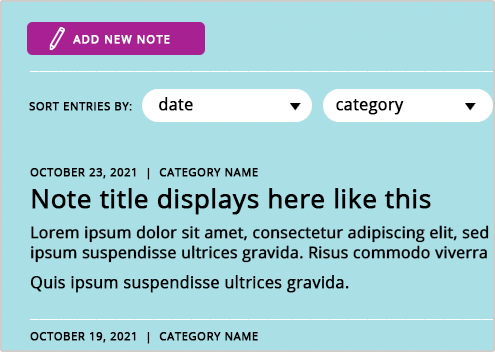 ADD NEW NOTE
SORT ENTRIES BY: date category
OCTOBER 23, 2021 | CATEGORY NAME
Note title displays here like this
Lorem ipsum dolor sit amet, consectetur adipiscing elit, sed
ipsum suspendisse ultrices gravida. Risus commodo viverra
Quis ipsum suspendisse ultrices gravida.
OCTOBER 19, 2021 | CATEGORY NAME